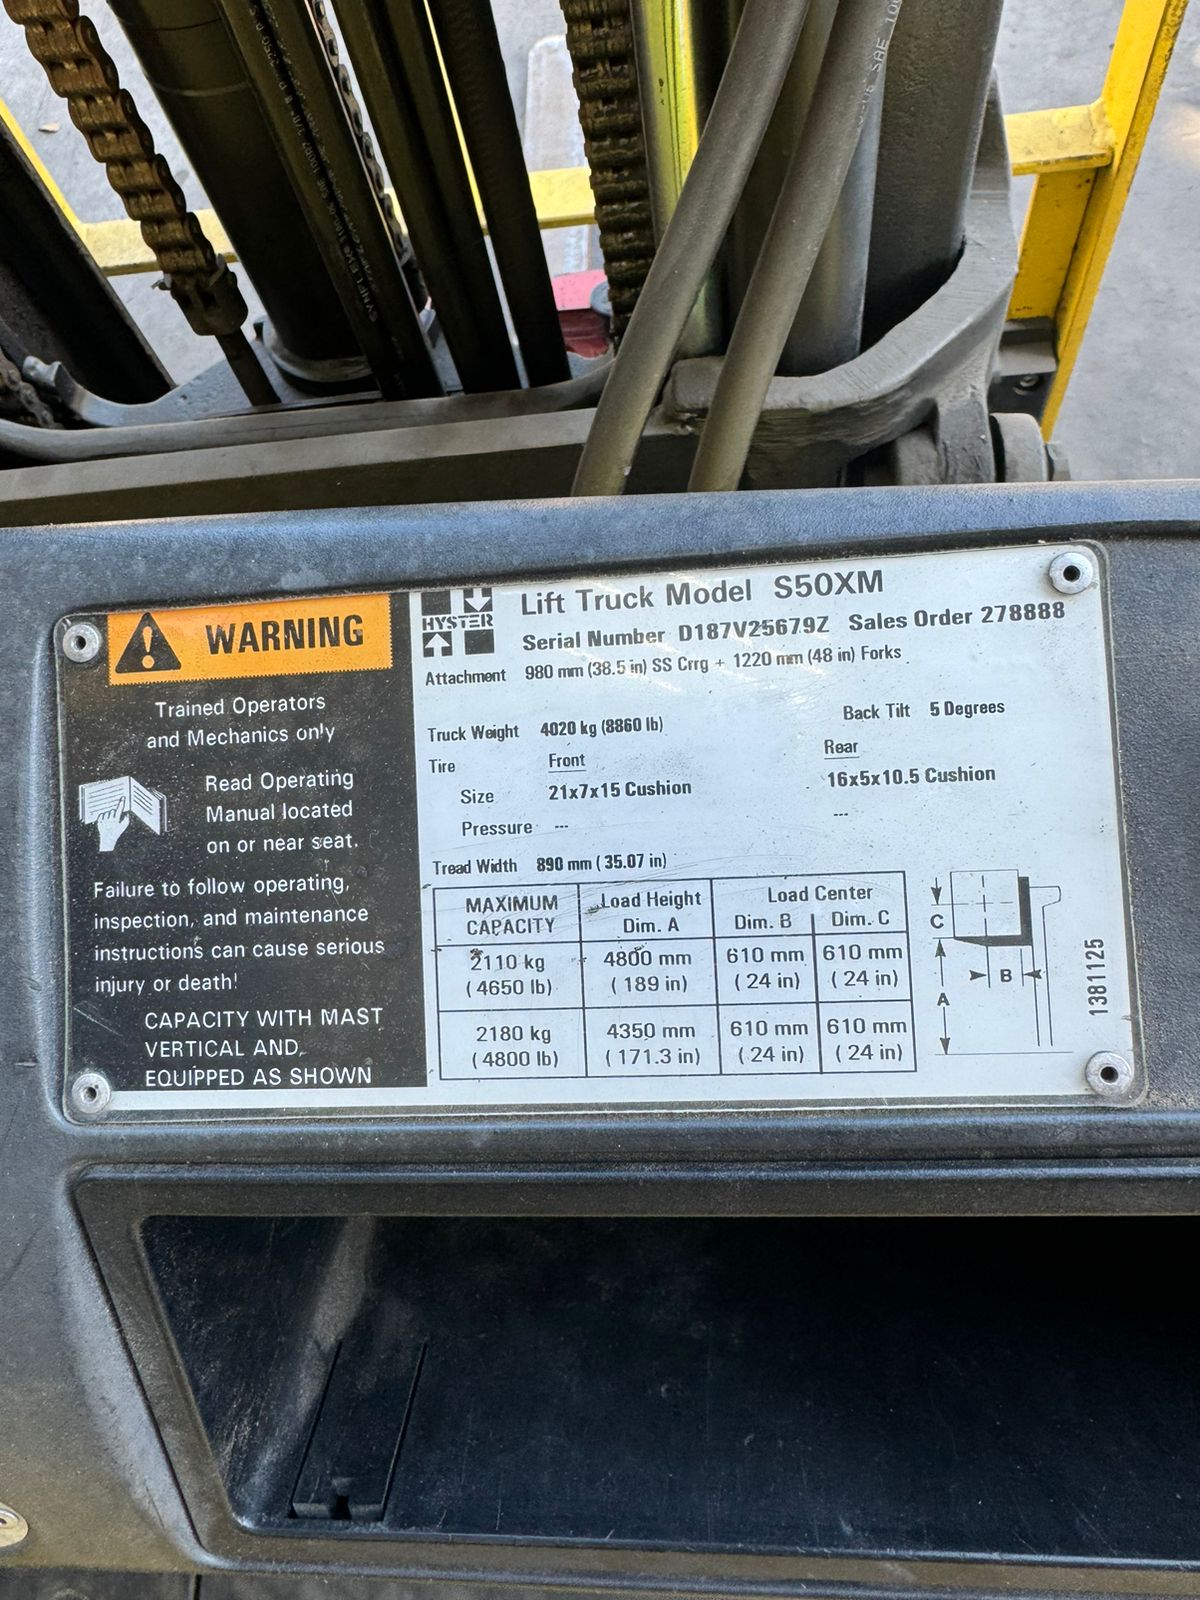 WARNING
Trained Operators
and Mechanics only
Read Operating
Manual located
on or near seat.
Failure to follow operating,
inspection, and maintenance
instructions can cause serious
injury or death!
CAPACITY WITH MAST
VERTICAL AND,
EQUIPPED AS SHOWN
HYSTER
Lift Truck Model S50XM
Serial Number D187V25679Z Sales Order 278888
Attachment 980 mm (38.5 in) SS Crrg + 1220 mm (48 in) Forks
Truck Weight 4020 kg (8860 lb) Back Tilt 5 Degrees
Tire Front Rear
Size 21x7x15 Cushion 16x5x10.5 Cushion
Pressure --- ---
Tread Width 890 mm ( 35.07 in)
MAXIMUM CAPACITY Load Height Dim. A Load Center Dim. B Dim. C
2110 kg 4800 mm 610 mm 610 mm
( 4650 lb) ( 189 in) ( 24 in) ( 24 in)
2180 kg 4350 mm 610 mm 610 mm
( 4800 lb) ( 171.3 in) ( 24 in) ( 24 in)
C
B
A
1381125